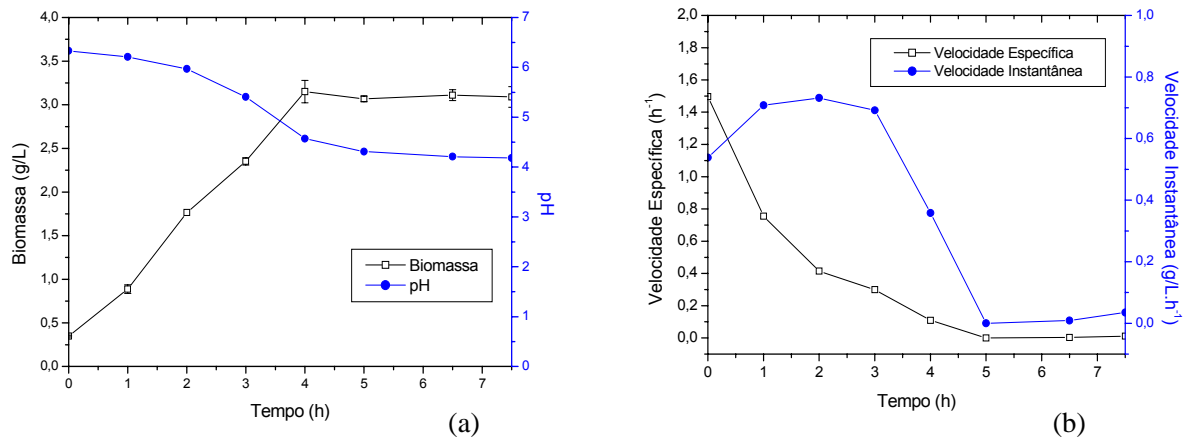 4,0
3,5
3,0
2,5
2,0
1,5
1,0
0,5
0,0
Biomassa (g/L)
0 1 2 3 4 5 6 7
Tempo (h)
7
6
5
4
3
2
1
0
pH
Biomassa
pH
(a)
2,0
1,8
1,6
1,4
1,2
1,0
0,8
0,6
0,4
0,2
0,0
Velocidade Específica (h⁻¹)
0 1 2 3 4 5 6 7
Tempo (h)
1,0
0,8
0,6
0,4
0,2
0,0
Velocidade Instantânea (g/L.h⁻¹)
Velocidade Específica
Velocidade Instantânea
(b)